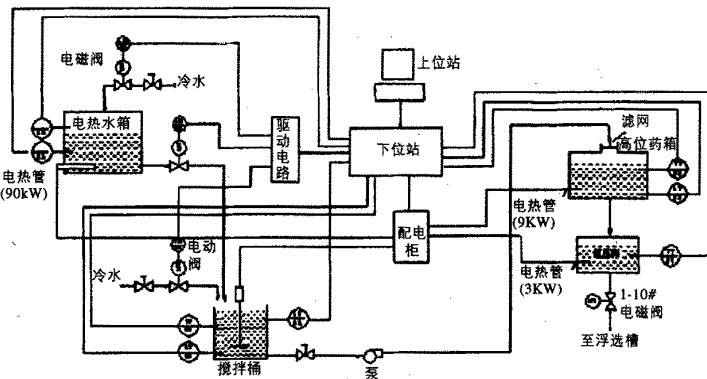 电磁阀
冷水
电热水箱
电热管
(90kW)
驱动电路
上位站
下位站
配电柜
滤网
高位药箱
电热管
(9KW)
电热管
(3KW)
1-10#
电磁阀
至浮选槽
电动阀
冷水
搅拌桶
泵